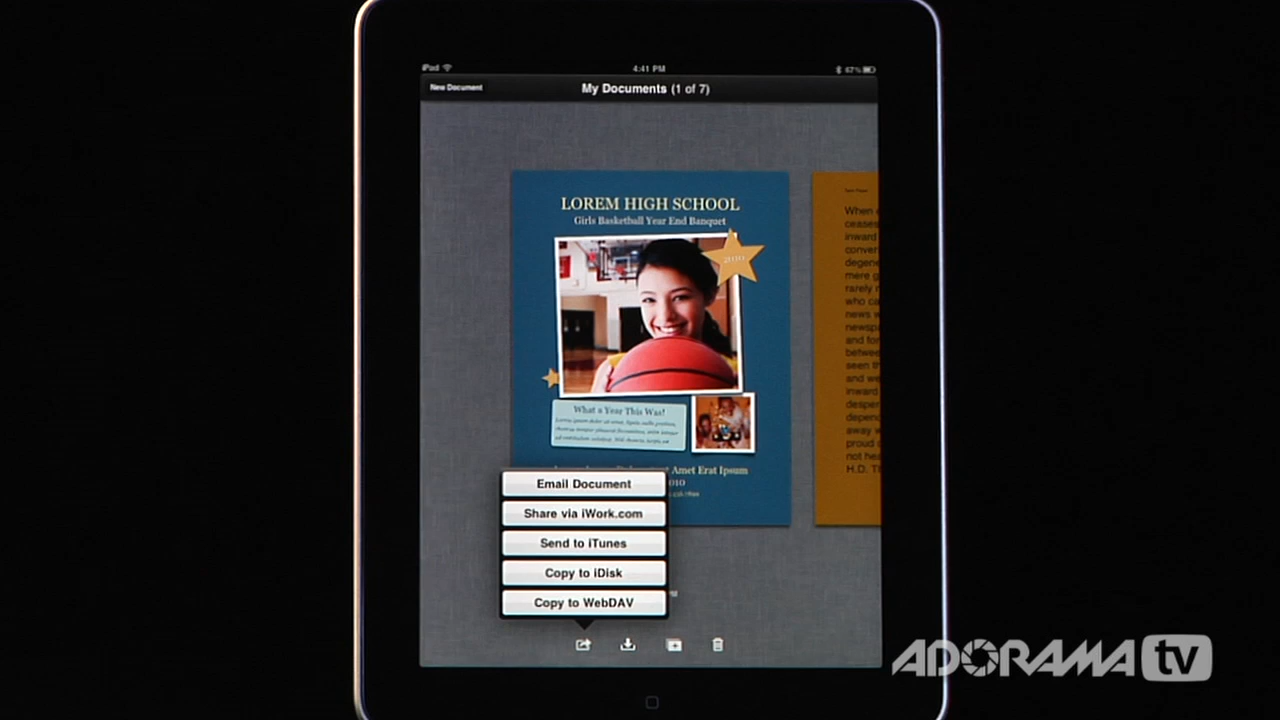 iPad
4:41 PM
67%
New Document
My Documents (1 of 7)
LOREM HIGH SCHOOL
Girls Basketball Year End Banquet
2010
What a Year This Was!
Amet Erat Ipsum
2010
Email Document
Share via iWork.com
Send to iTunes
Copy to iDisk
Copy to WebDAV
When
ceases
inward
conver
degene
mere g
rarely
who ca
news w
newspa
and for
betwee
seen th
and we
inward
desper
depend
away w
proud
not hea
H.D. Th
ADORAMA tv